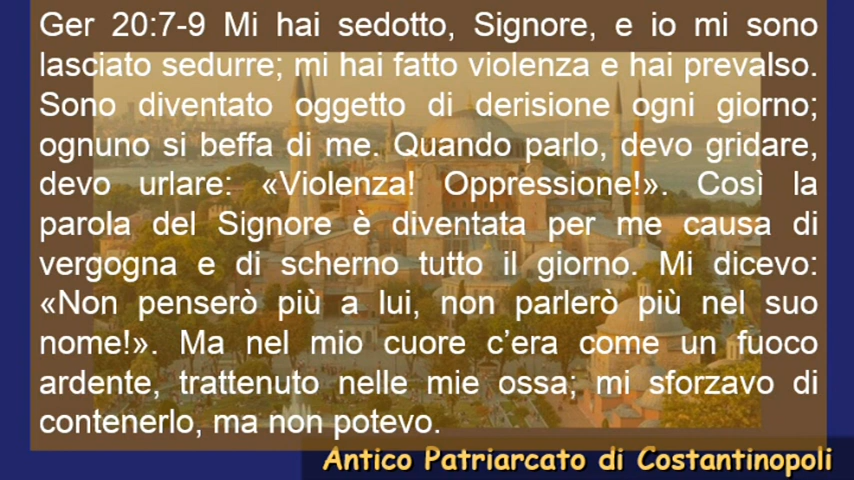 Ger 20:7-9 Mi hai sedotto, Signore, e io mi sono
lasciato sedurre; mi hai fatto violenza e hai prevalso.
Sono diventato oggetto di derisione ogni giorno;
ognuno si beffa di me. Quando parlo, devo gridare,
devo urlare: «Violenza! Oppressione!». Così la
parola del Signore è diventata per me causa di
vergogna e di scherno tutto il giorno. Mi dicevo:
«Non penserò più a lui, non parlerò più nel suo
nome!». Ma nel mio cuore c’era come un fuoco
ardente, trattenuto nelle mie ossa; mi sforzavo di
contenerlo, ma non potevo.
Antico Patriarcato di Costantinopoli